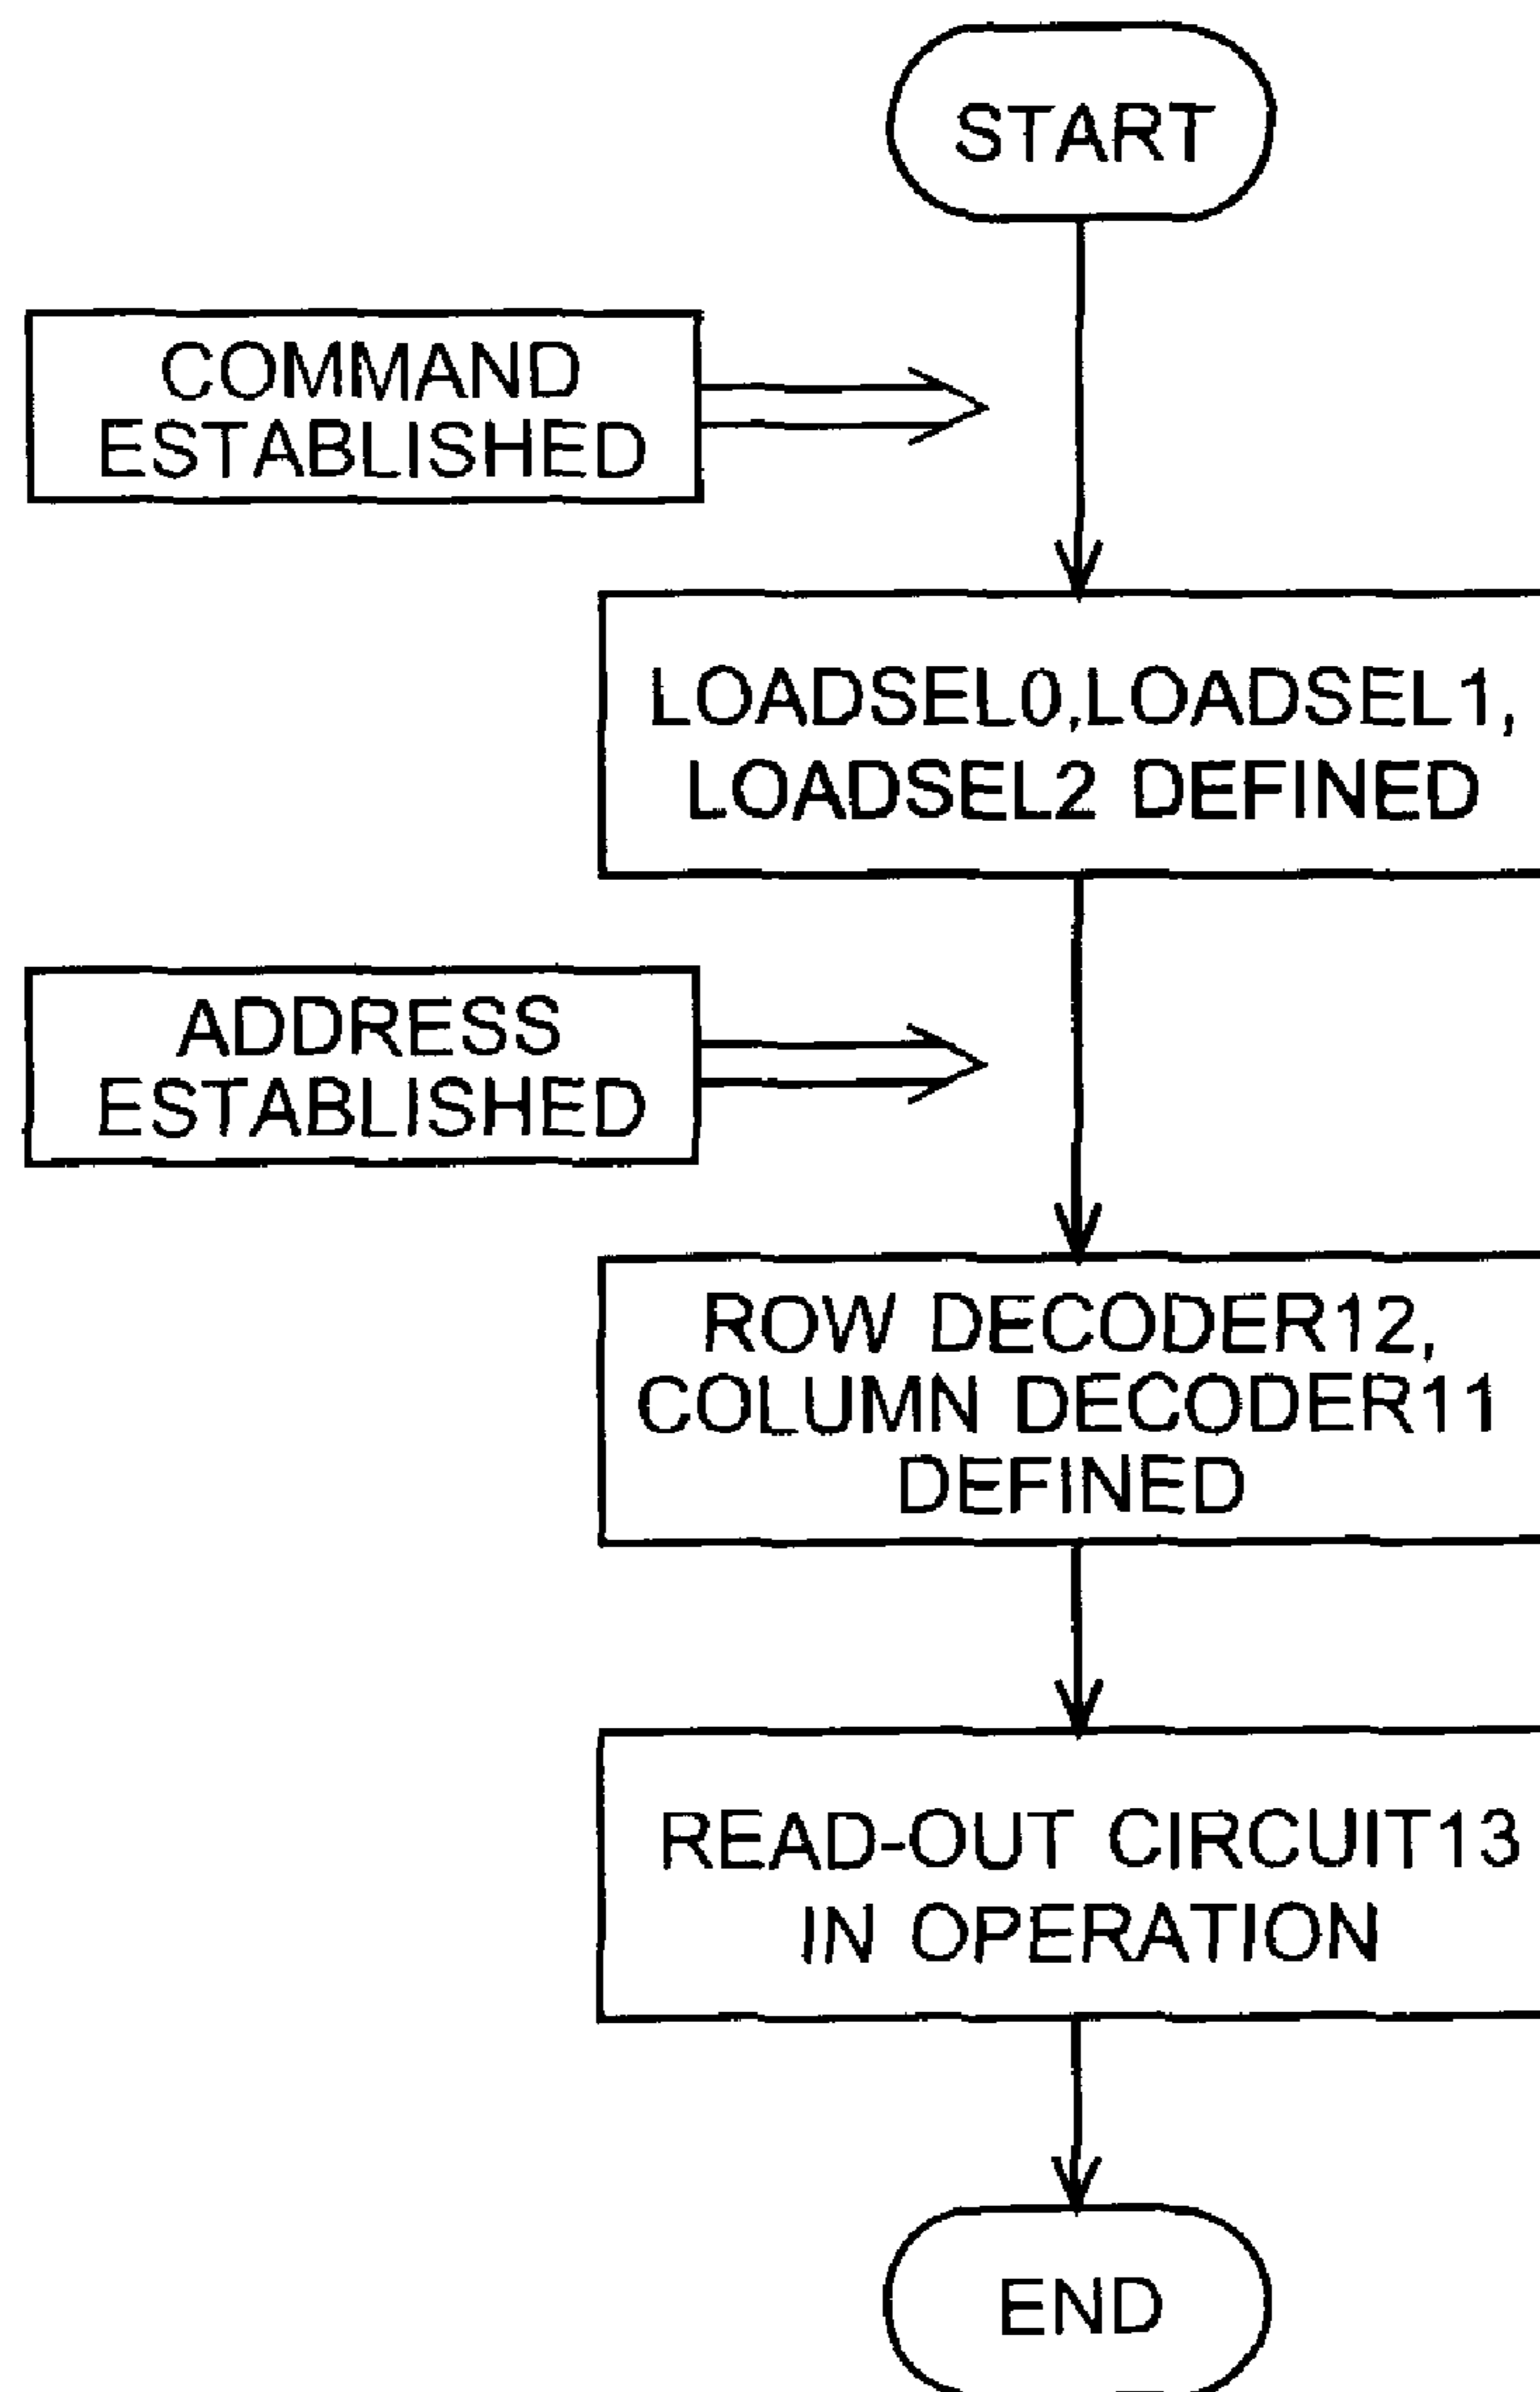 START
COMMAND
ESTABLISHED
LOADSEL0,LOADSEL1,
LOADSEL2 DEFINED
ADDRESS
ESTABLISHED
ROW DECODER12,
COLUMN DECODER11
DEFINED
READ-OUT CIRCUIT13
IN OPERATION
END